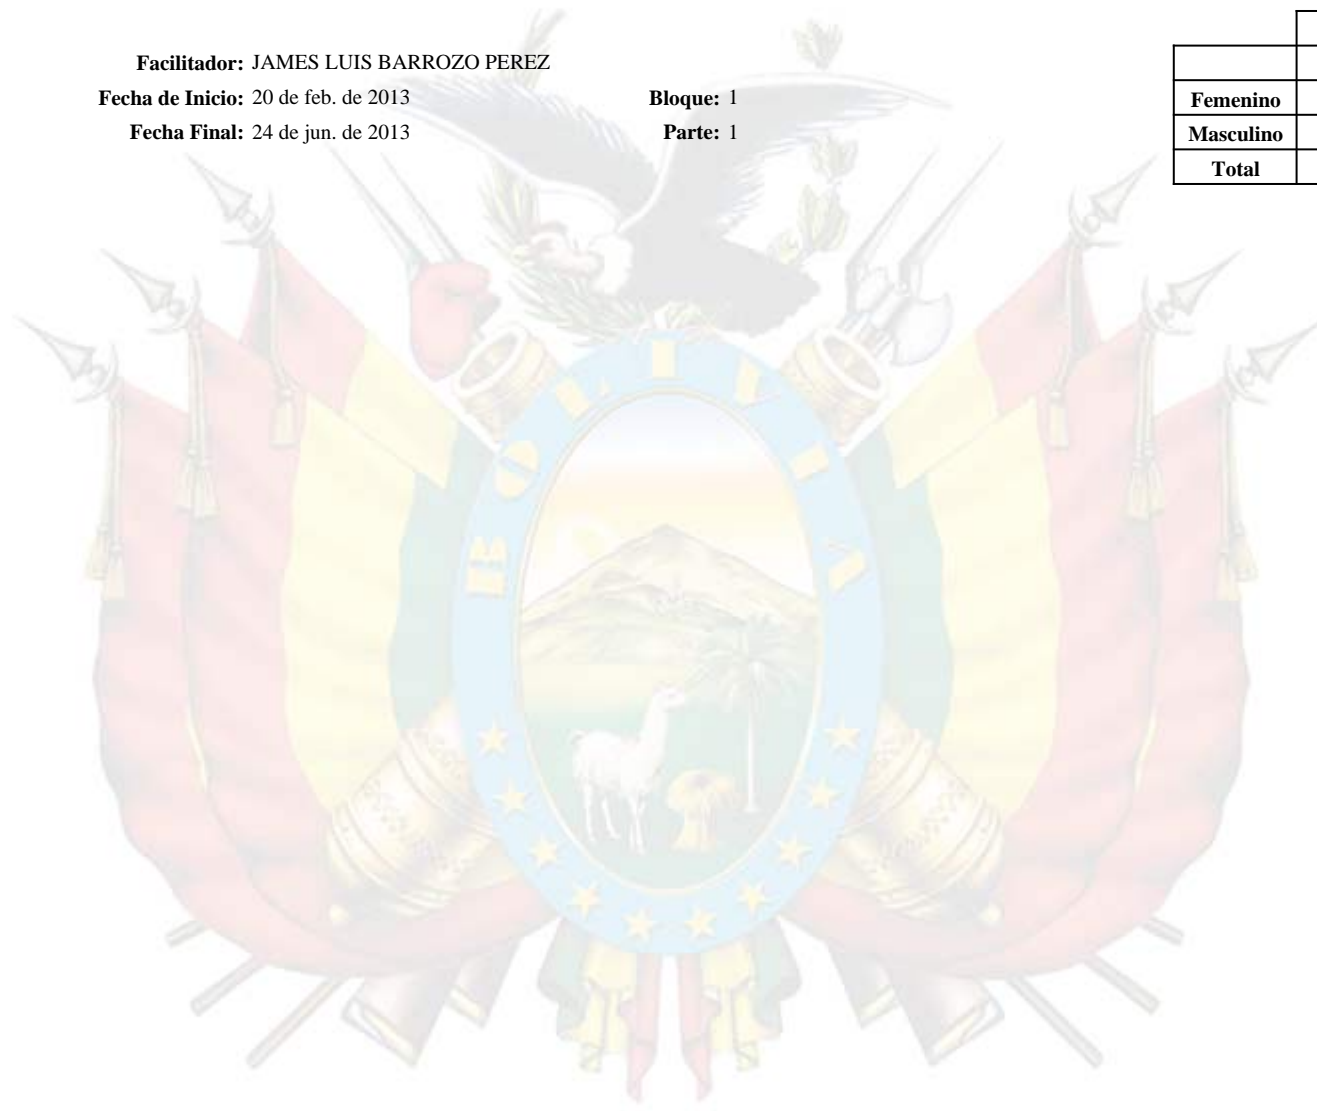 Facilitador: JAMES LUIS BARROZO PEREZ
Fecha de Inicio: 20 de feb. de 2013 Bloque: 1
Fecha Final: 24 de jun. de 2013 Parte: 1
Femenino
Masculino
Total
BOLIVIA